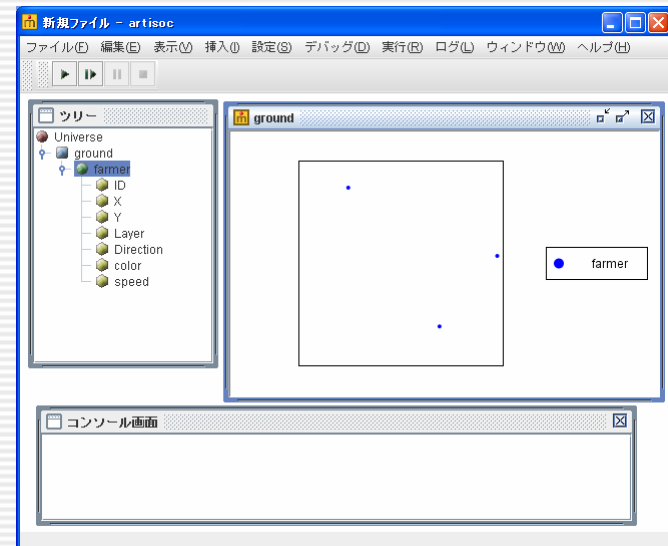 新規ファイル - artisoc
ファイル(F) 編集(E) 表示(V) 挿入(I) 設定(S) デバッグ(D) 実行(R) ログ(L) ウィンドウ(W) ヘルプ(H)
ツリー
Universe
ground
farmer
ID
X
Y
Layer
Direction
color
speed
ground
farmer
コンソール画面